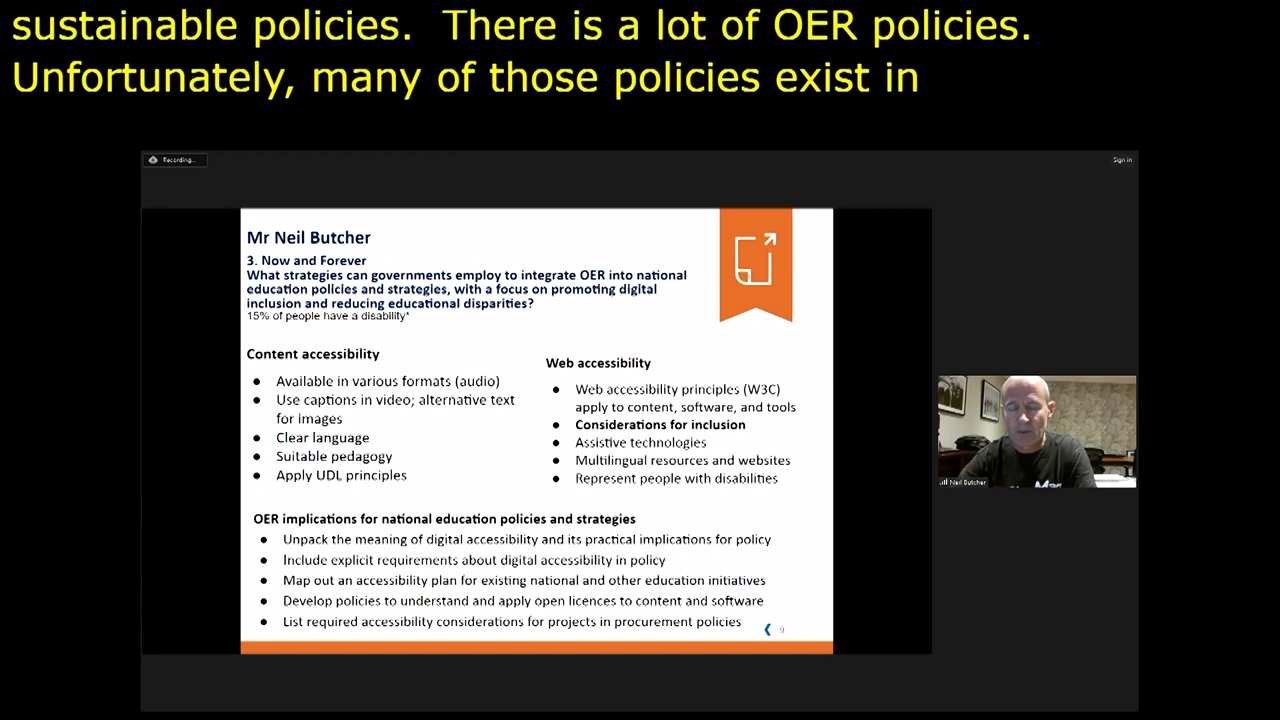 sustainable policies.  There is a lot of OER policies.
Unfortunately, many of those policies exist in
Recording...
Sign in
Mr Neil Butcher
3. Now and Forever
What strategies can governments employ to integrate OER into national
education policies and strategies, with a focus on promoting digital
inclusion and reducing educational disparities?
15% of people have a disability*
Content accessibility
● Available in various formats (audio)
● Use captions in video; alternative text
for images
● Clear language
● Suitable pedagogy
● Apply UDL principles
Web accessibility
● Web accessibility principles (W3C)
apply to content, software, and tools
● Considerations for inclusion
● Assistive technologies
● Multilingual resources and websites
● Represent people with disabilities
OER implications for national education policies and strategies
● Unpack the meaning of digital accessibility and its practical implications for policy
● Include explicit requirements about digital accessibility in policy
● Map out an accessibility plan for existing national and other education initiatives
● Develop policies to understand and apply open licences to content and software
● List required accessibility considerations for projects in procurement policies
9
Neil Butcher